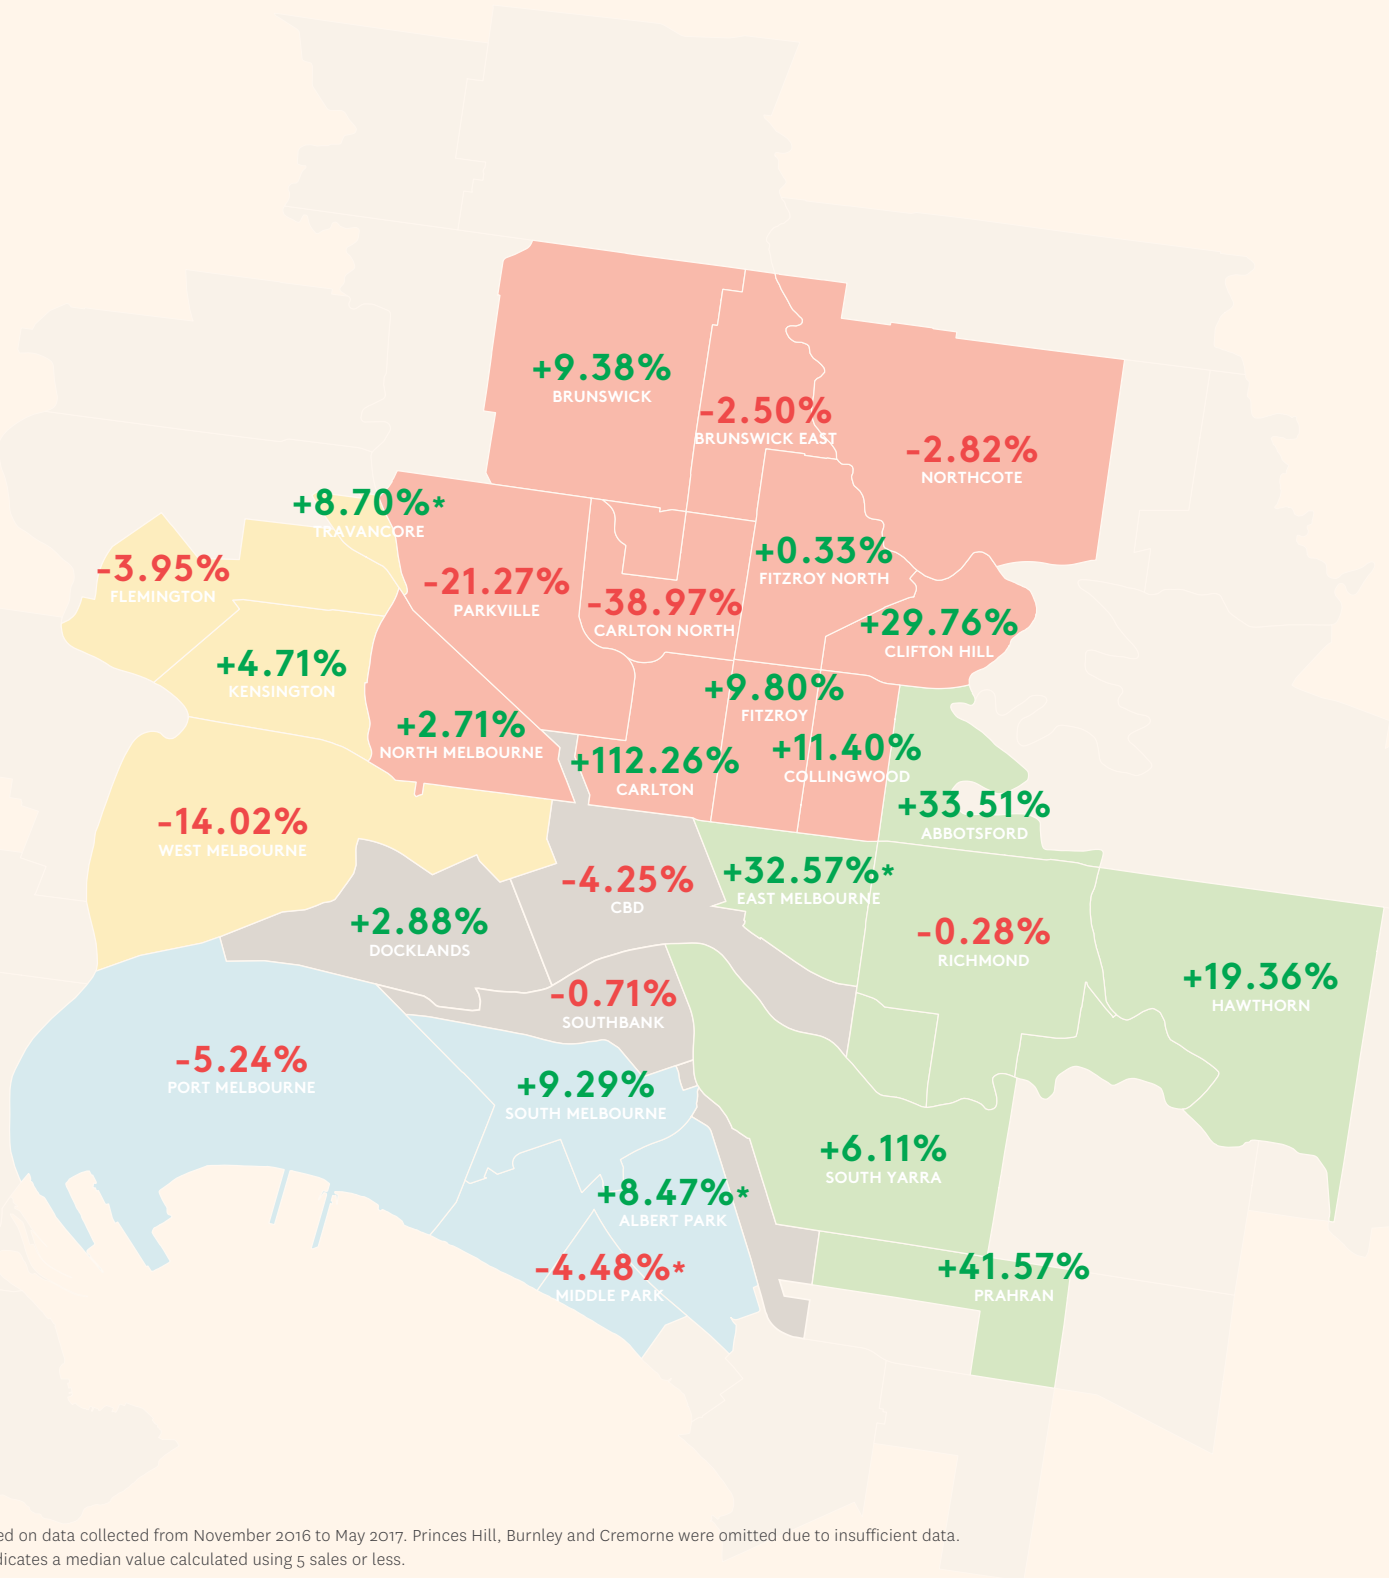 +9.38%
BRUNSWICK
-2.50%
BRUNSWICK EAST
-2.82%
NORTHCOTE
+8.70%*
TRAVANCORE
-3.95%
FLEMINGTON
-21.27%
PARKVILLE
-38.97%
CARLTON NORTH
+0.33%
FITZROY NORTH
+29.76%
CLIFTON HILL
+4.71%
KENSINGTON
+2.71%
NORTH MELBOURNE
+9.80%
FITZROY
+112.26%
CARLTON
+11.40%
COLLINGWOOD
+33.51%
ABBOTSFORD
-14.02%
WEST MELBOURNE
-4.25%
CBD
+32.57%*
EAST MELBOURNE
+2.88%
DOCKLANDS
-0.28%
RICHMOND
+19.36%
HAWTHORN
-0.71%
SOUTHBANK
-5.24%
PORT MELBOURNE
+9.29%
SOUTH MELBOURNE
+6.11%
SOUTH YARRA
+8.47%*
ALBERT PARK
-4.48%*
MIDDLE PARK
+41.57%
PRAHRAN
on data collected from November 2016 to May 2017. Princes Hill, Burnley and Cremorne were omitted due to insufficient data.
a median value calculated using 5 sales or less.